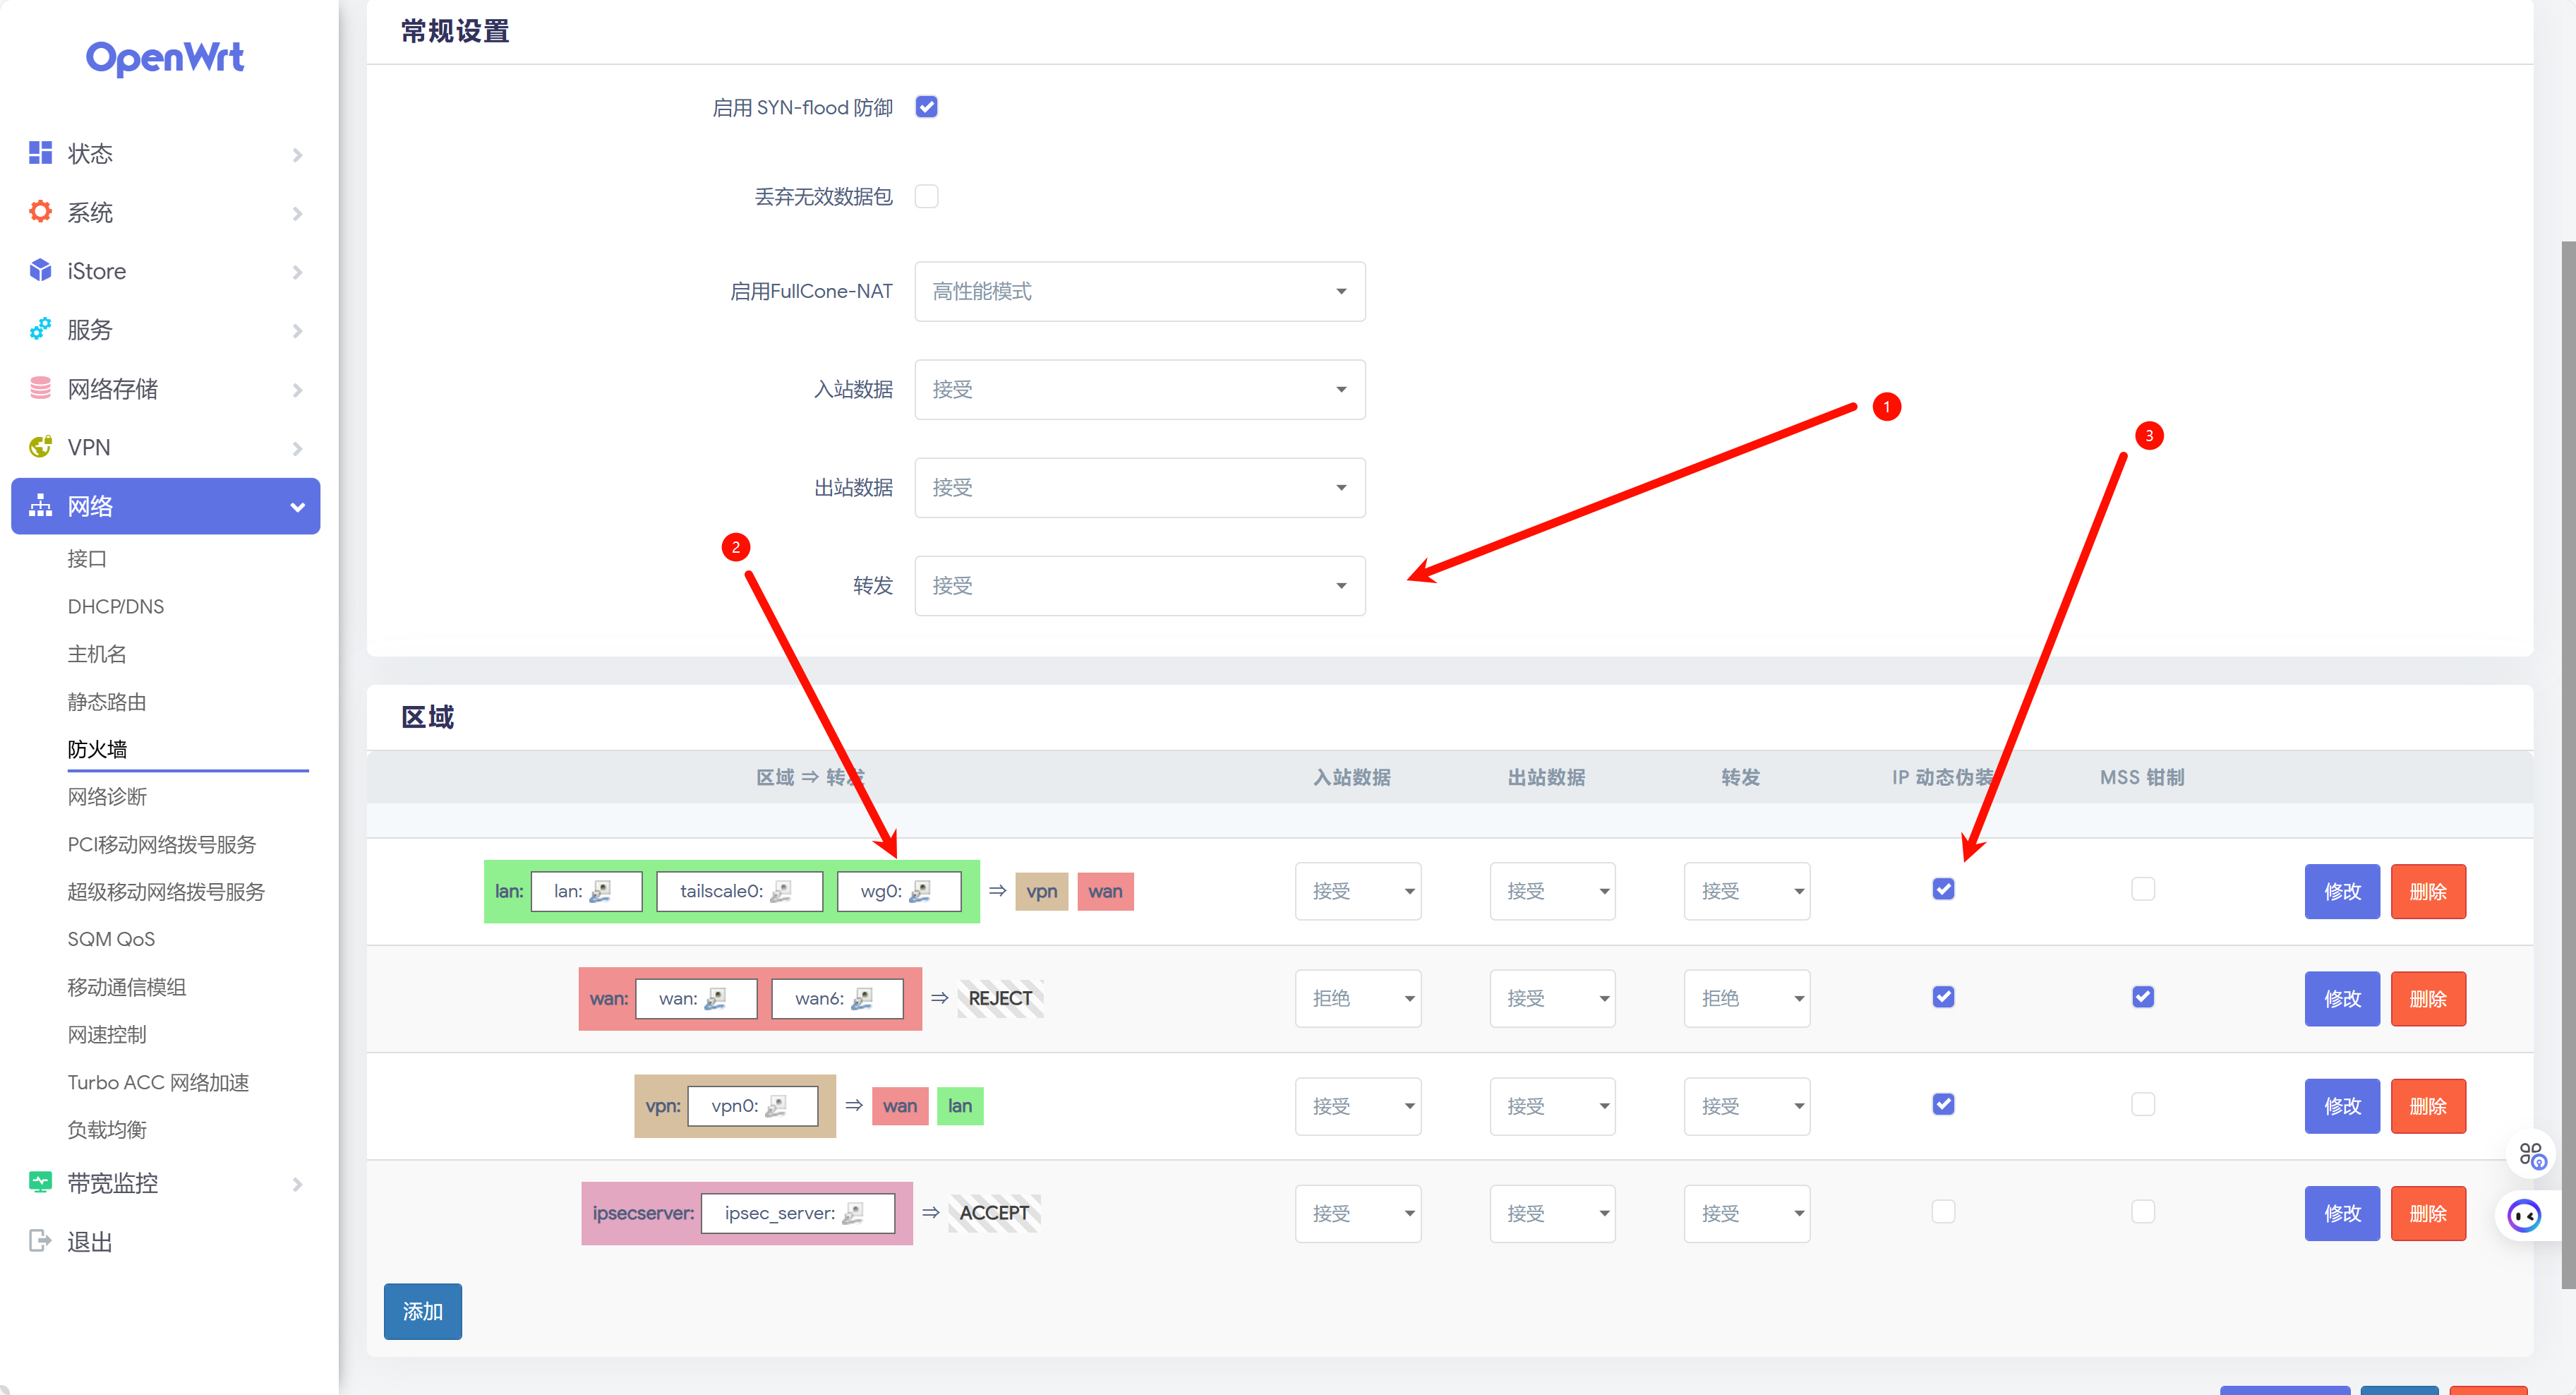 OpenWrt
状态
系统
iStore
服务
网络存储
VPN
网络
接口
DHCP/DNS
主机名
静态路由
防火墙
网络诊断
PCI移动网络拨号服务
超级移动网络拨号服务
SQM QoS
移动通信模组
网速控制
Turbo ACC 网络加速
负载均衡
带宽监控
退出
常规设置
启用 SYN-flood 防御
丢弃无效数据包
启用FullCone-NAT 高性能模式
入站数据 接受
1
3
出站数据 接受
2
转发 接受
区域
区域 ⇒ 转发 入站数据 出站数据 转发 IP 动态伪装 MSS 钳制
lan: lan: tailscale0: wg0: ⇒ vpn wan 接受 接受 接受 修改 删除
wan: wan: wan6: ⇒ REJECT 拒绝 接受 拒绝 修改 删除
vpn: vpn0: ⇒ wan lan 接受 接受 接受 修改 删除
ipsecserver: ipsec_server: ⇒ ACCEPT 接受 接受 接受 修改 删除
添加